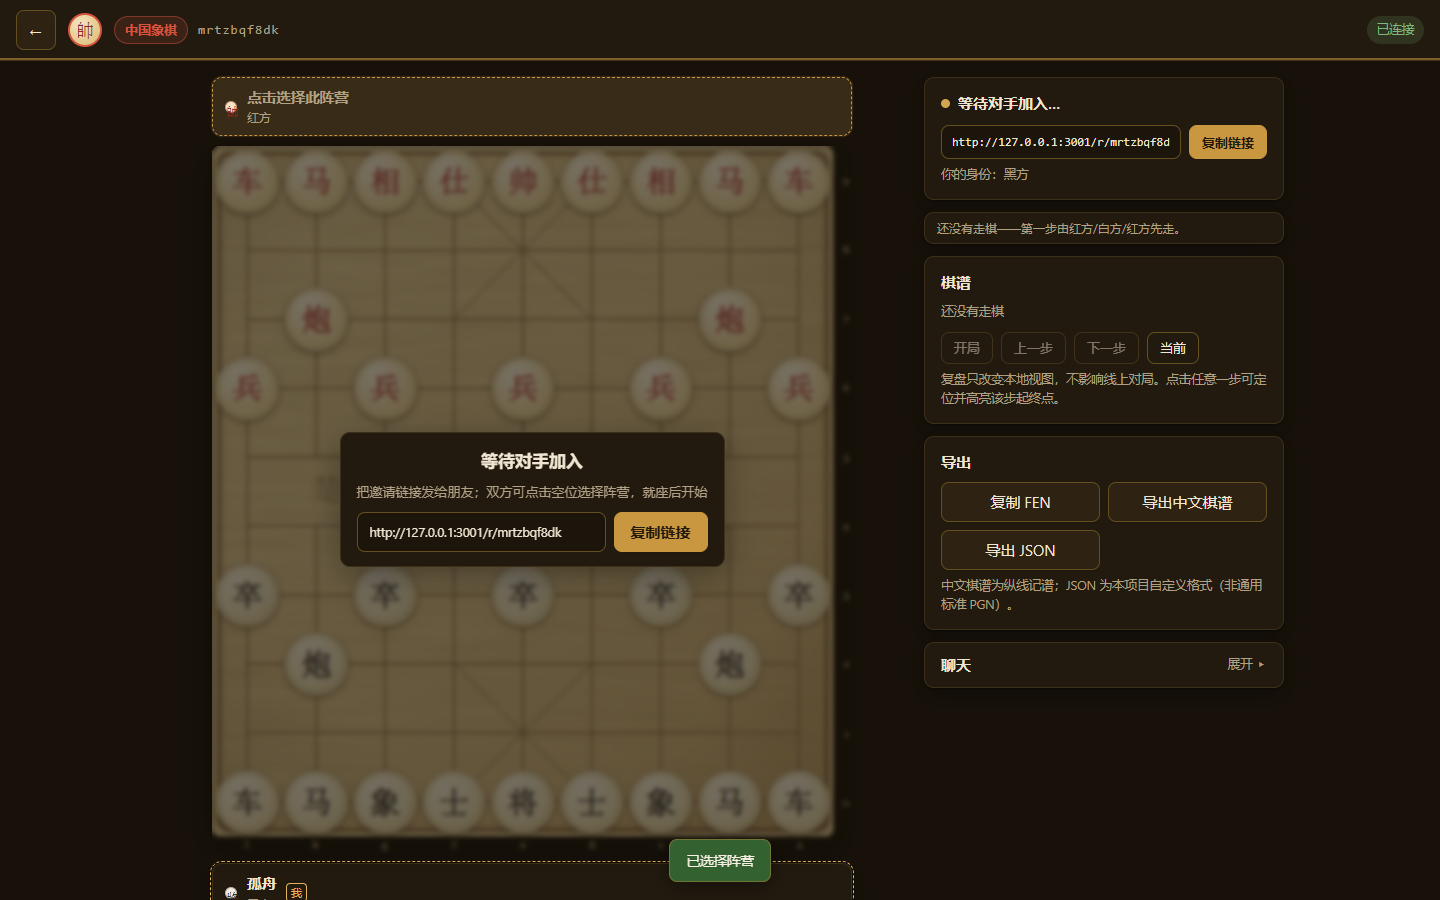 ←
帥 中国象棋 mrtzbqf8dk 已连接
点击选择此阵营
红方
车 马 相 仕 帅 仕 相 马 车
炮 炮
兵 兵 兵 兵 兵
等待对手加入
把邀请链接发给朋友；双方可点击空位选择阵营，就座后开始
http://127.0.0.1:3001/r/mrtzbqf8dk 复制链接
卒 卒 卒 卒 卒
炮 炮
车 马 象 士 将 士 象 马 车
已选择阵营
孤舟 我
等待对手加入...
http://127.0.0.1:3001/r/mrtzbqf8d 复制链接
你的身份：黑方
还没有走棋——第一步由红方/白方/红方先走。
棋谱
还没有走棋
开局 上一步 下一步 当前
复盘只改变本地视图，不影响线上对局。点击任意一步可定
位并高亮该步起终点。
导出
复制 FEN 导出中文棋谱
导出 JSON
中文棋谱为纵线记谱；JSON 为本项目自定义格式（非通用
标准 PGN）。
聊天 展开 ▸